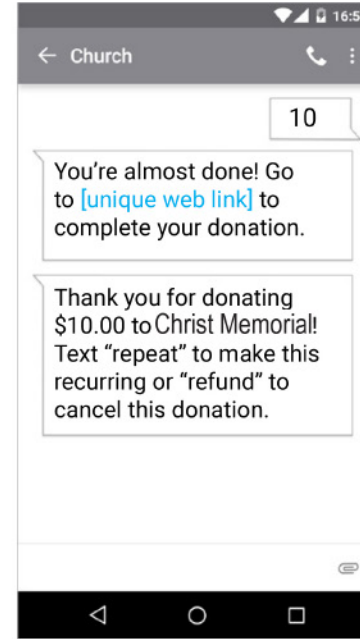 16:5
Church
10
You’re almost done! Go
to [unique web link] to
complete your donation.
Thank you for donating
$10.00 to Christ Memorial!
Text “repeat” to make this
recurring or “refund” to
cancel this donation.